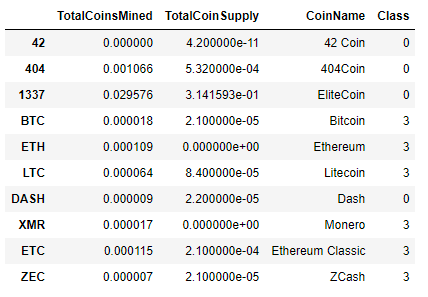 TotalCoinsMined TotalCoinSupply CoinName Class
42 0.000000 4.200000e-11 42 Coin 0
404 0.001066 5.320000e-04 404Coin 0
1337 0.029576 3.141593e-01 EliteCoin 0
BTC 0.000018 2.100000e-05 Bitcoin 3
ETH 0.000109 0.000000e+00 Ethereum 3
LTC 0.000064 8.400000e-05 Litecoin 3
DASH 0.000009 2.200000e-05 Dash 0
XMR 0.000017 0.000000e+00 Monero 3
ETC 0.000115 2.100000e-04 Ethereum Classic 3
ZEC 0.000007 2.100000e-05 ZCash 3